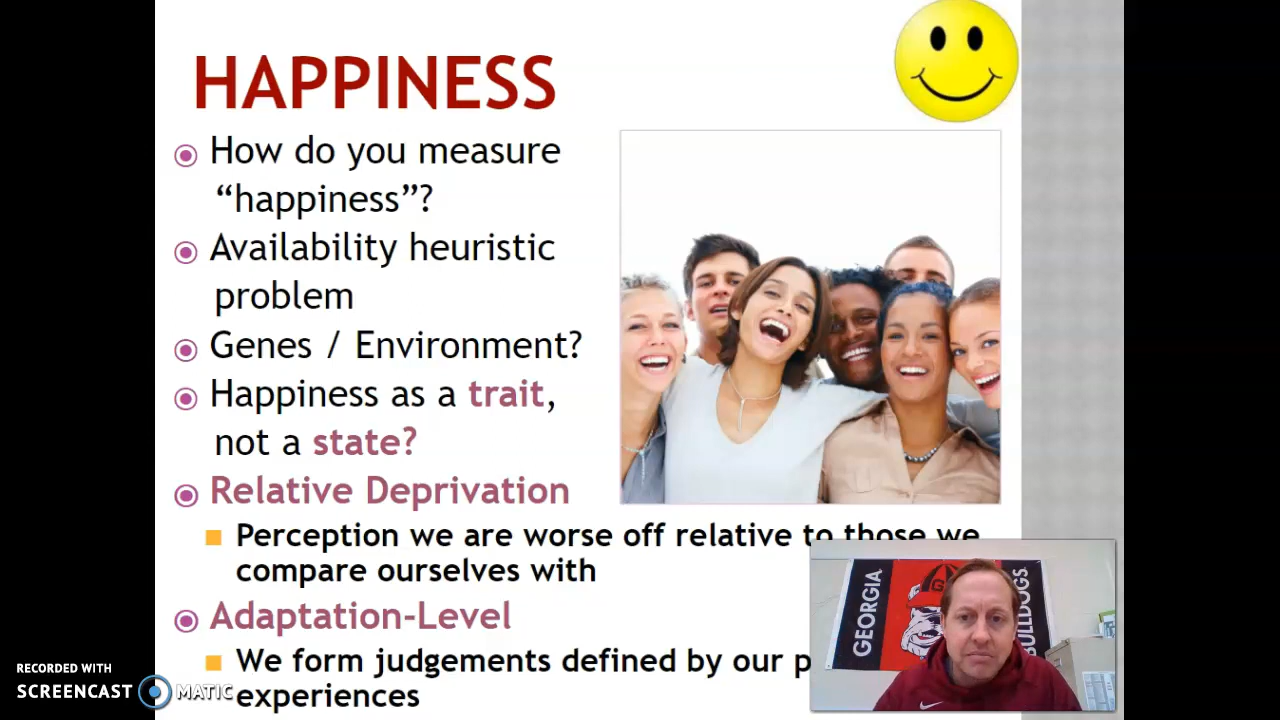 HAPPINESS
How do you measure
“happiness”?
Availability heuristic
problem
Genes / Environment?
Happiness as a trait,
not a state?
Relative Deprivation
Perception we are worse off relative to those we
compare ourselves with
Adaptation-Level
We form judgements defined by our p
experiences
GEORGIA
G
BULLDOGS
RECORDED WITH
SCREENCAST MATIC